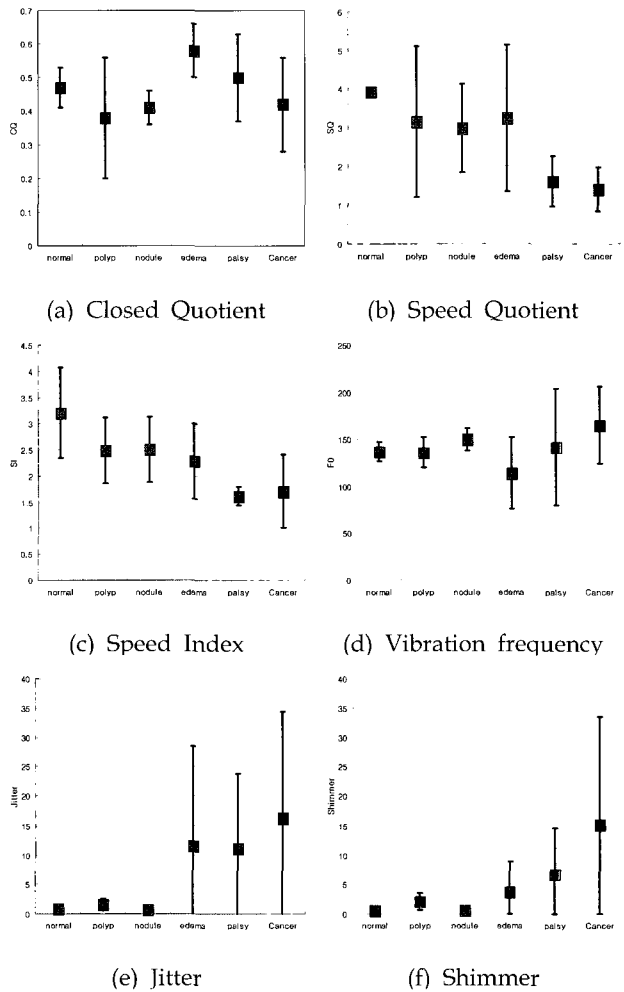 0.7
0.6
0.5
0.4
0.3
0.2
0.1
0
CQ
normal polyp nodule edema palsy Cancer
(a) Closed Quotient
6
5
4
3
2
1
0
SQ
normal polyp nodule edema palsy Cancer
(b) Speed Quotient
4.5
4
3.5
3
2.5
2
1.5
1
0.5
0
SI
normal polyp nodule edema palsy Cancer
(c) Speed Index
250
200
150
100
50
0
F0
normal polyp nodule edema palsy Cancer
(d) Vibration frequency
40
35
30
25
20
15
10
5
0
Jitter
normal polyp nodule edema palsy Cancer
(e) Jitter
40
35
30
25
20
15
10
5
0
Shimmer
normal polyp nodule edema palsy Cancer
(f) Shimmer